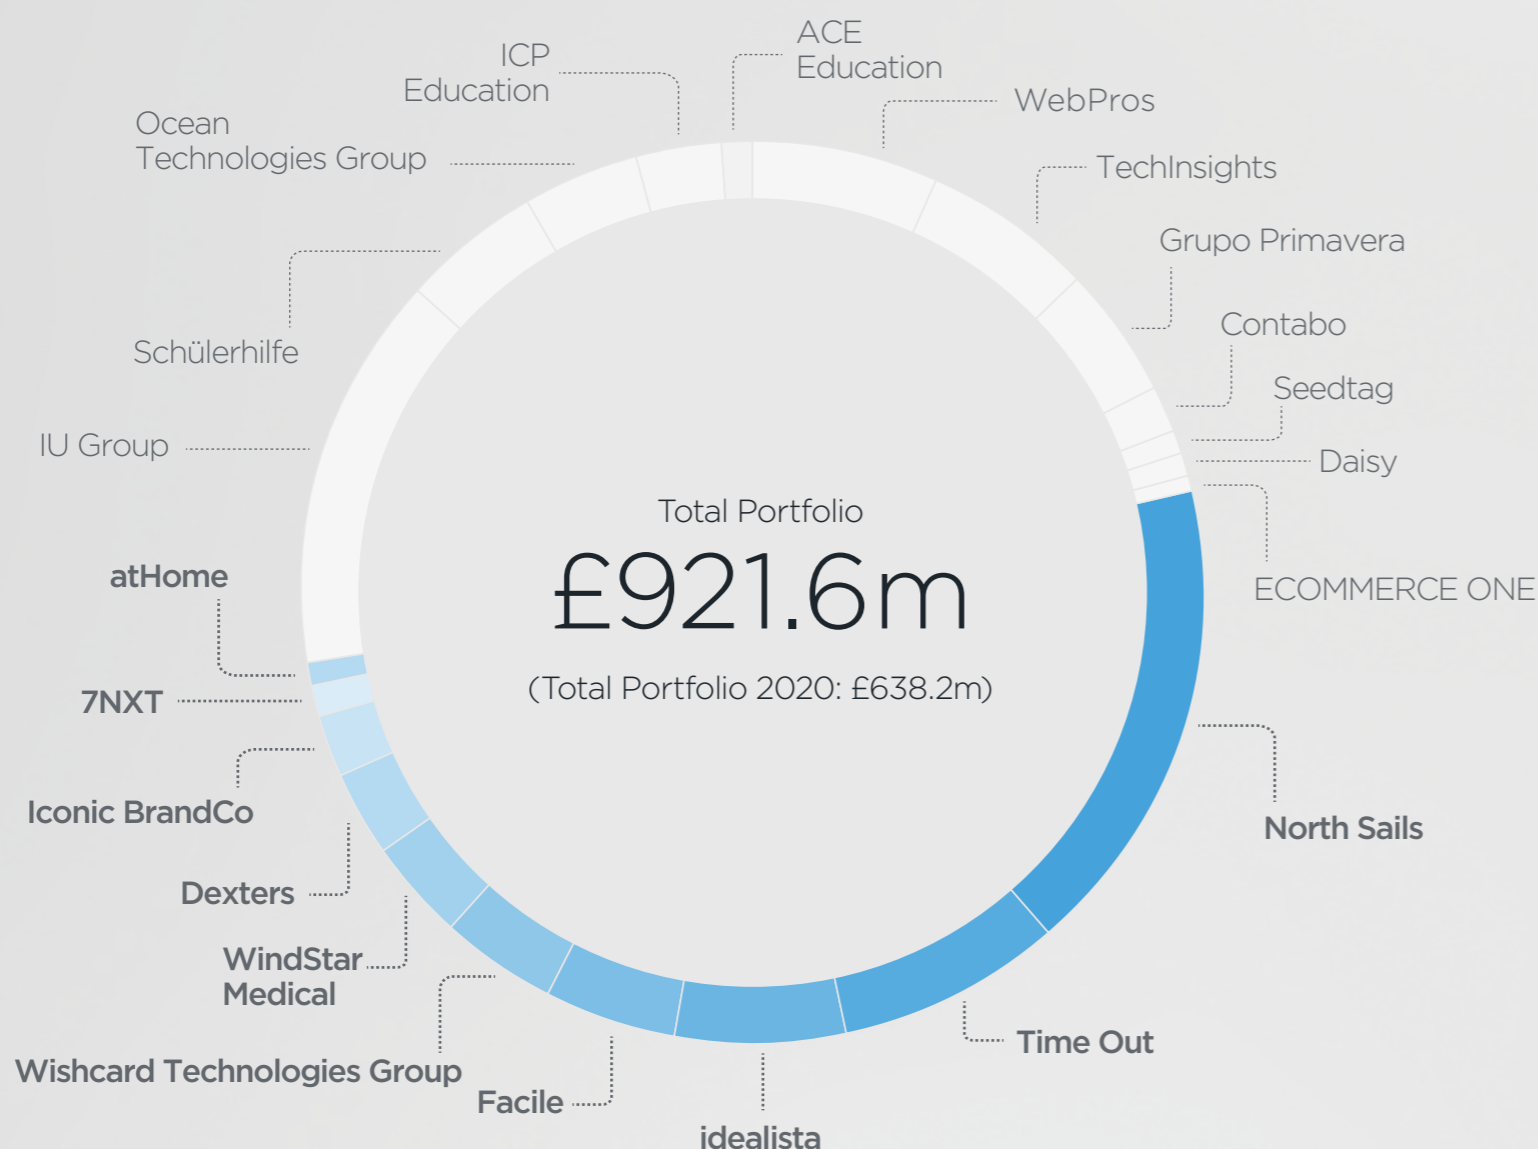 ACE
Education
ICP
Education
WebPros
Ocean
Technologies Group
TechInsights
Grupo Primavera
Contabo
Schülerhilfe
Seedtag
IU Group
Daisy
Total Portfolio
£921.6m
(Total Portfolio 2020: £638.2m)
atHome
ECOMMERCE ONE
7NXT
Iconic BrandCo
North Sails
Dexters
WindStar
Medical
Time Out
Wishcard Technologies Group
Facile
idealista